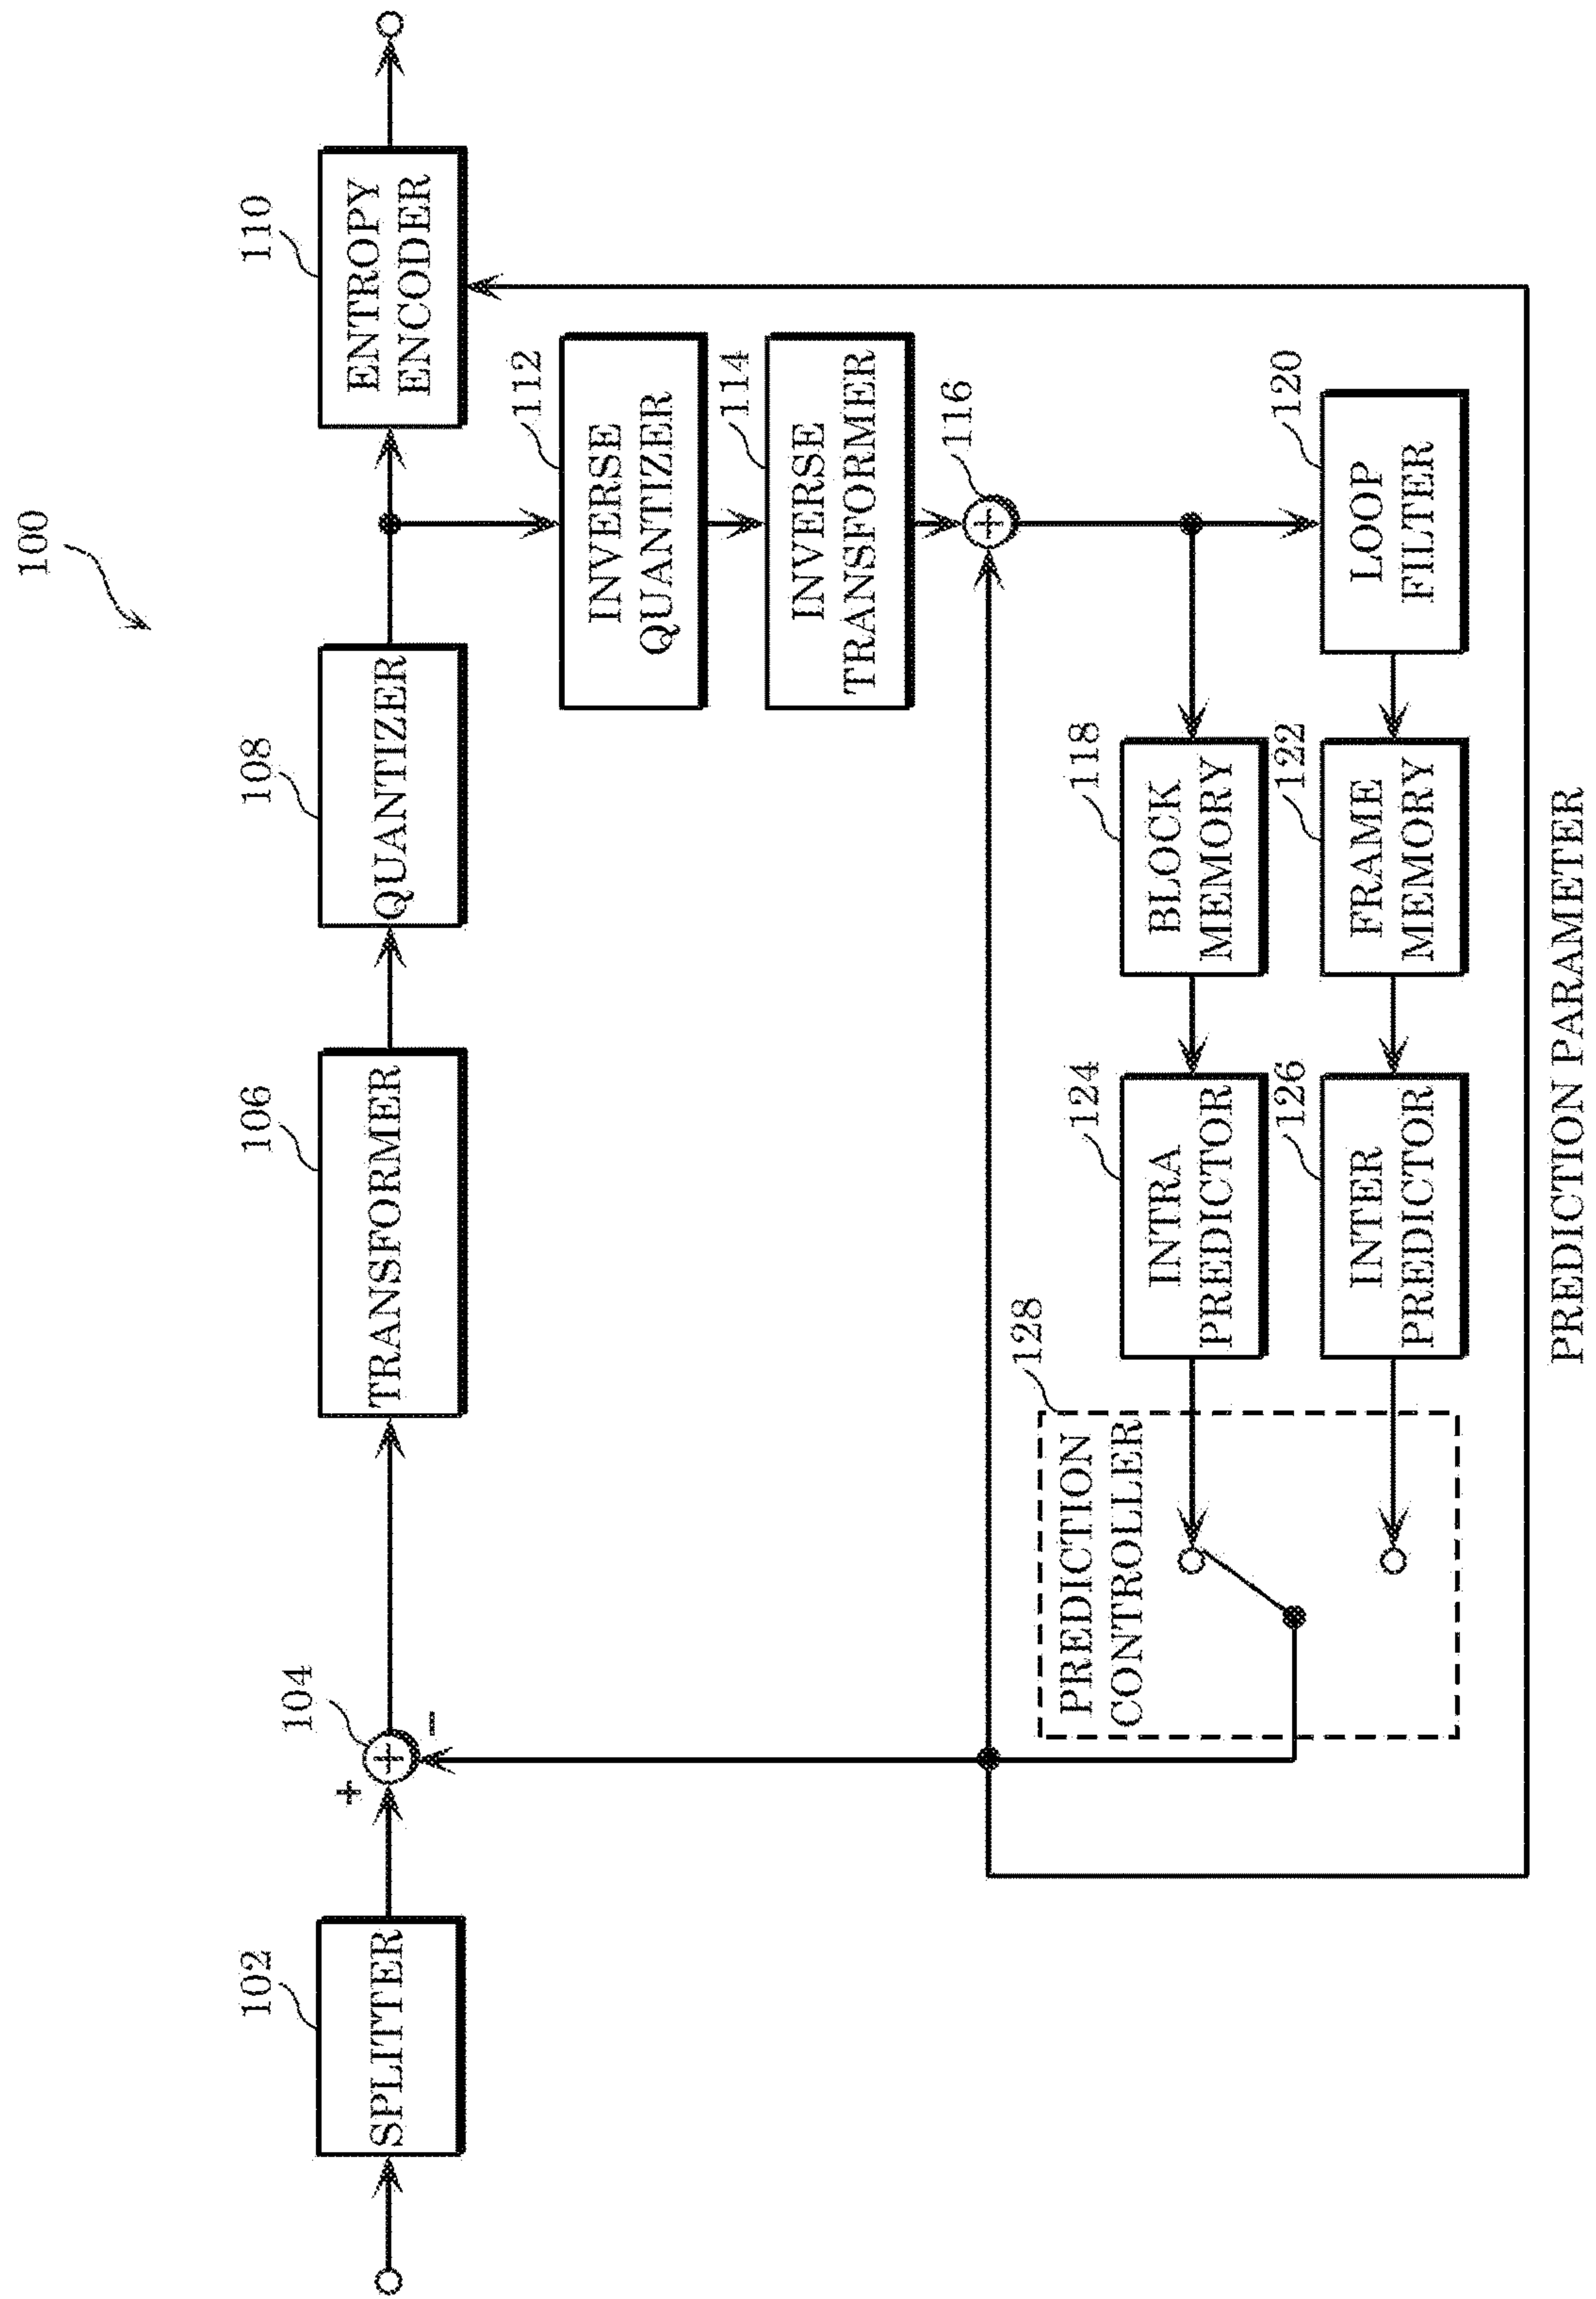 100
102
SPLITTER
104
+
-
106
TRANSFORMER
108
QUANTIZER
110
ENTROPY
ENCODER
112
INVERSE
QUANTIZER
114
INVERSE
TRANSFORMER
116
128
PREDICTION
CONTROLLER
124
INTRA
PREDICTOR
118
BLOCK
MEMORY
126
INTER
PREDICTOR
122
FRAME
MEMORY
120
LOOP
FILTER
PREDICTION PARAMETER